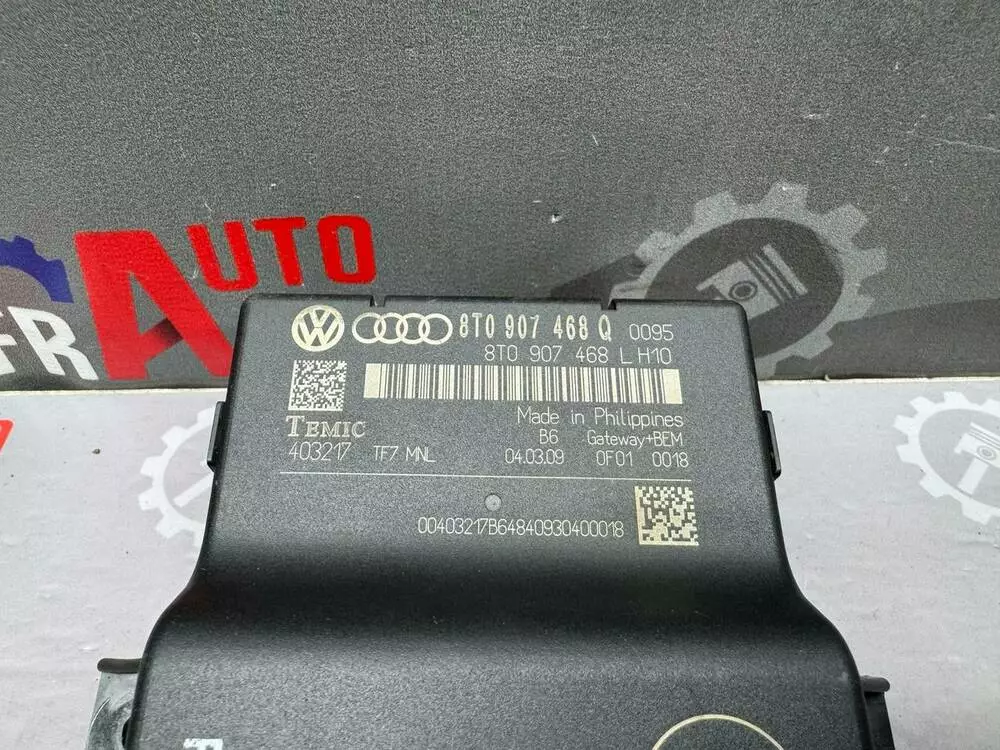 AUTO
FR
8T0 907 468 Q 0095
8T0 907 468 L H10
TEMIC
Made in Philippines
B6 Gateway+BEM
403217 TF7 MNL 04.03.09 0F01 0018
00403217B64840930400018